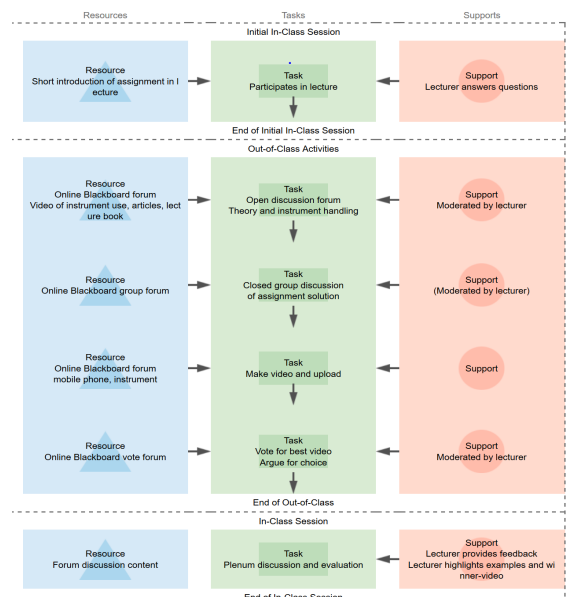 Resources
Tasks
Supports
Initial In-Class Session
Resource
Short introduction of assignment in l
ecture
Task
Participates in lecture
Support
Lecturer answers questions
End of Initial In-Class Session
Out-of-Class Activities
Resource
Online Blackboard forum
Video of instrument use, articles, lect
ure book
Task
Open discussion forum
Theory and instrument handling
Support
Moderated by lecturer
Resource
Online Blackboard group forum
Task
Closed group discussion
of assignment solution
Support
(Moderated by lecturer)
Resource
Online Blackboard forum
mobile phone, instrument
Task
Make video and upload
Support
Resource
Online Blackboard vote forum
Task
Vote for best video
Argue for choice
Support
Moderated by lecturer
End of Out-of-Class
In-Class Session
Resource
Forum discussion content
Task
Plenum discussion and evaluation
Support
Lecturer provides feedback
Lecturer highlights examples and wi
nner-video
End of In-Class Session